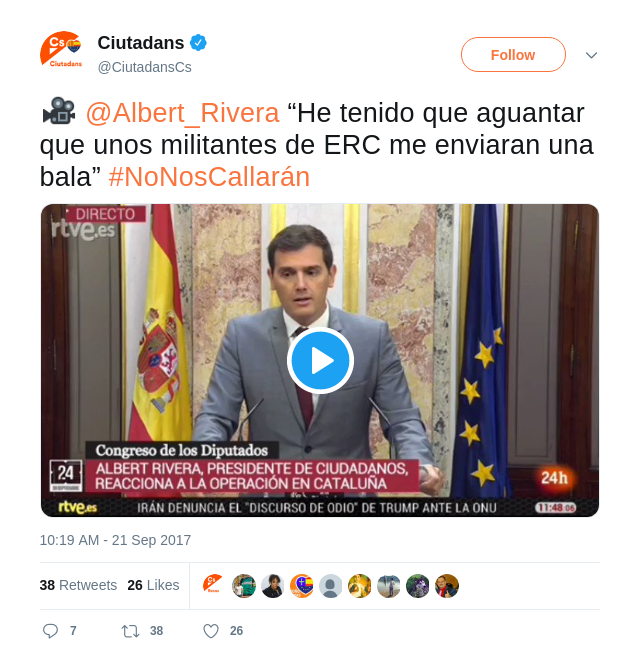 Cs
Ciutadans
Ciutadans
@CiutadansCs
Follow
@Albert_Rivera “He tenido que aguantar
que unos militantes de ERC me enviaran una
bala” #NoNosCallarán
DIRECTO
rtve.es
Congreso de los Diputados
24
ALBERT RIVERA, PRESIDENTE DE CIUDADANOS,
REACCIONA A LA OPERACIÓN EN CATALUÑA
24h
rtve.es
IRÁN DENUNCIA EL "DISCURSO DE ODIO" DE TRUMP ANTE LA ONU
11:48:06
10:19 AM - 21 Sep 2017
38 Retweets 26 Likes
Cs
7 38 26